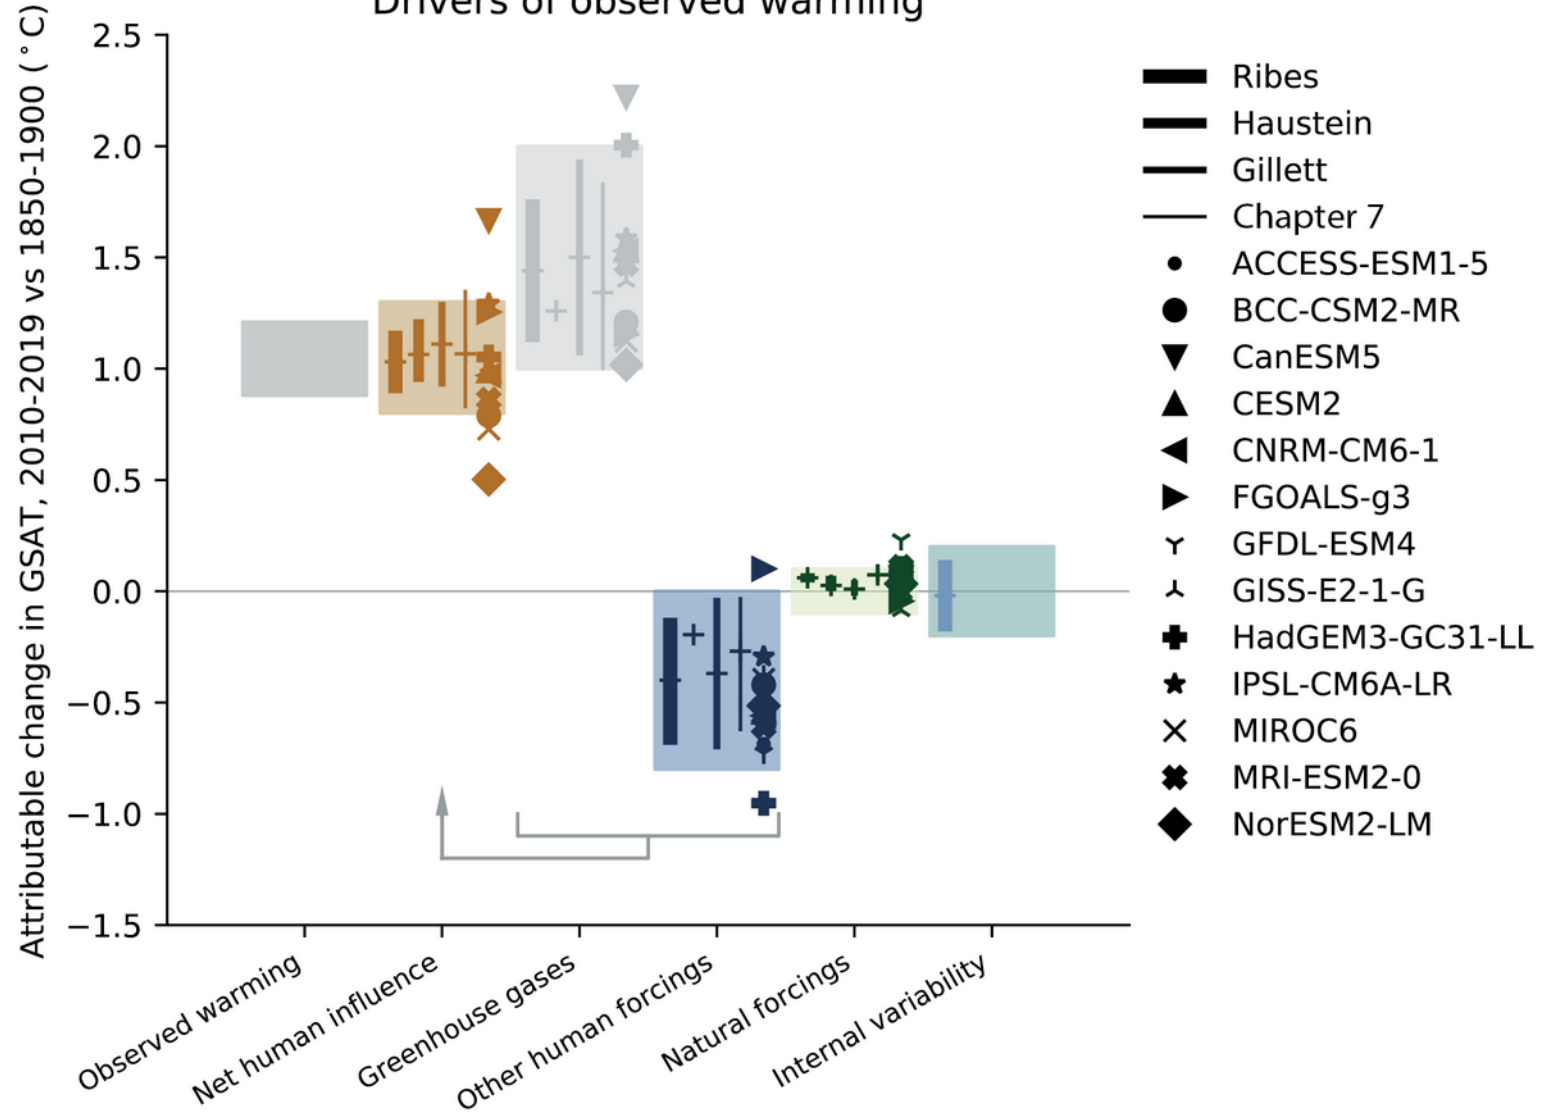 Drivers of observed warming
Attributable change in GSAT, 2010-2019 vs 1850-1900 (°C)
2.5
2.0
1.5
1.0
0.5
0.0
−0.5
−1.0
−1.5
Observed warming
Net human influence
Greenhouse gases
Other human forcings
Natural forcings
Internal variability
Ribes
Haustein
Gillett
Chapter 7
ACCESS-ESM1-5
BCC-CSM2-MR
CanESM5
CESM2
CNRM-CM6-1
FGOALS-g3
GFDL-ESM4
GISS-E2-1-G
HadGEM3-GC31-LL
IPSL-CM6A-LR
MIROC6
MRI-ESM2-0
NorESM2-LM